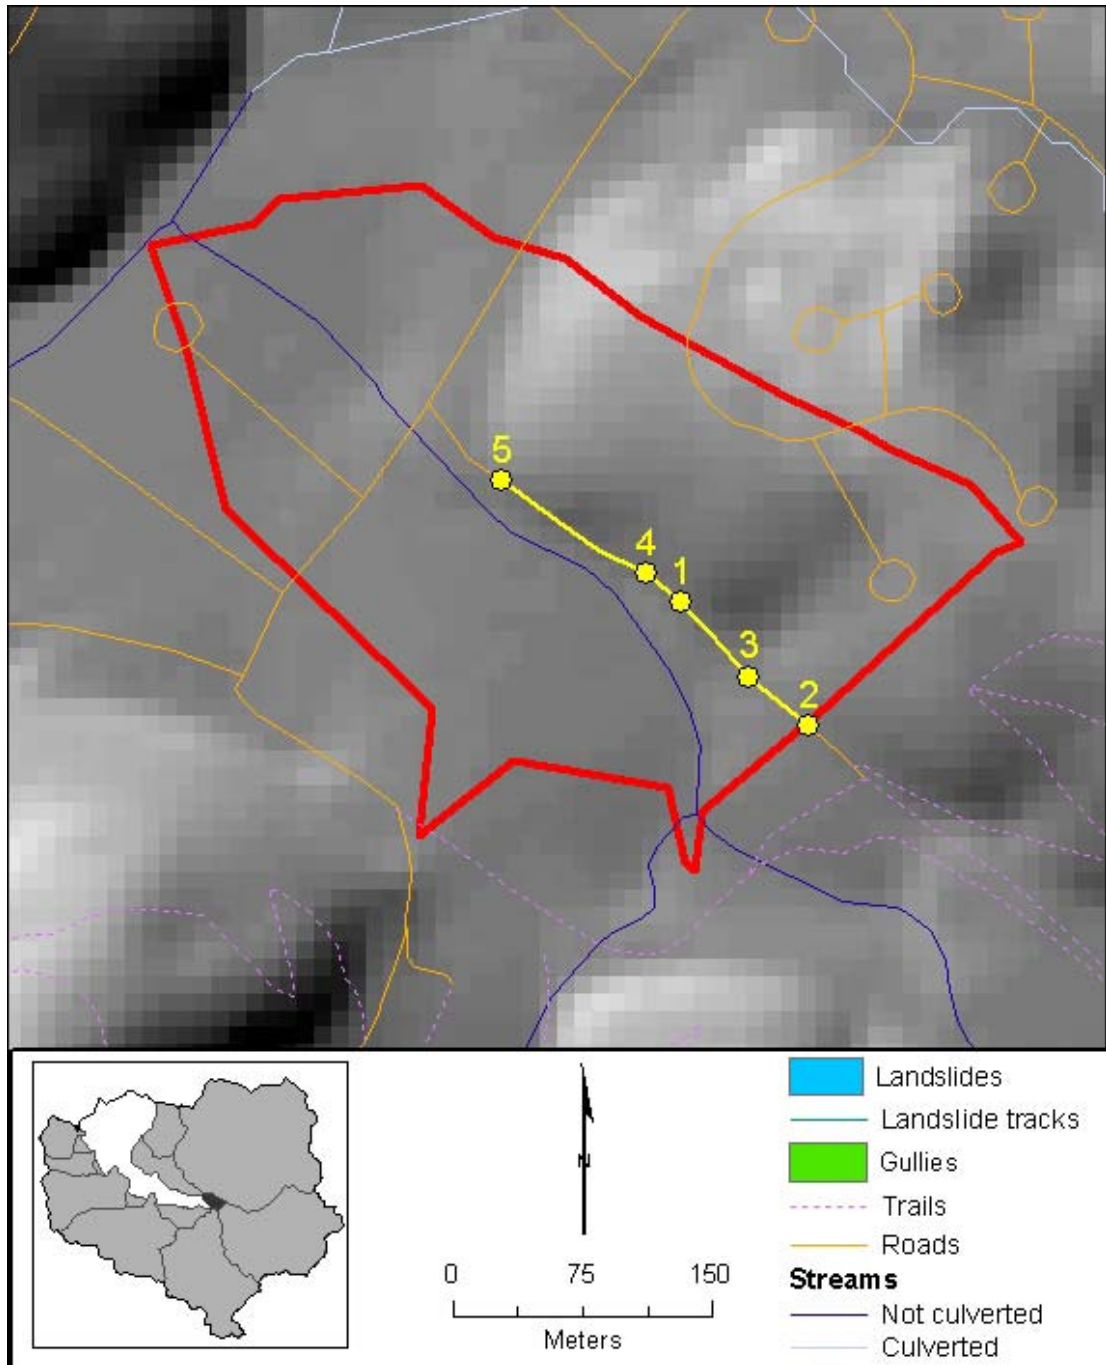 5
4
1
3
2
N
0 75 150
Meters
Landslides
Landslide tracks
Gullies
Trails
Roads
Streams
Not culverted
Culverted